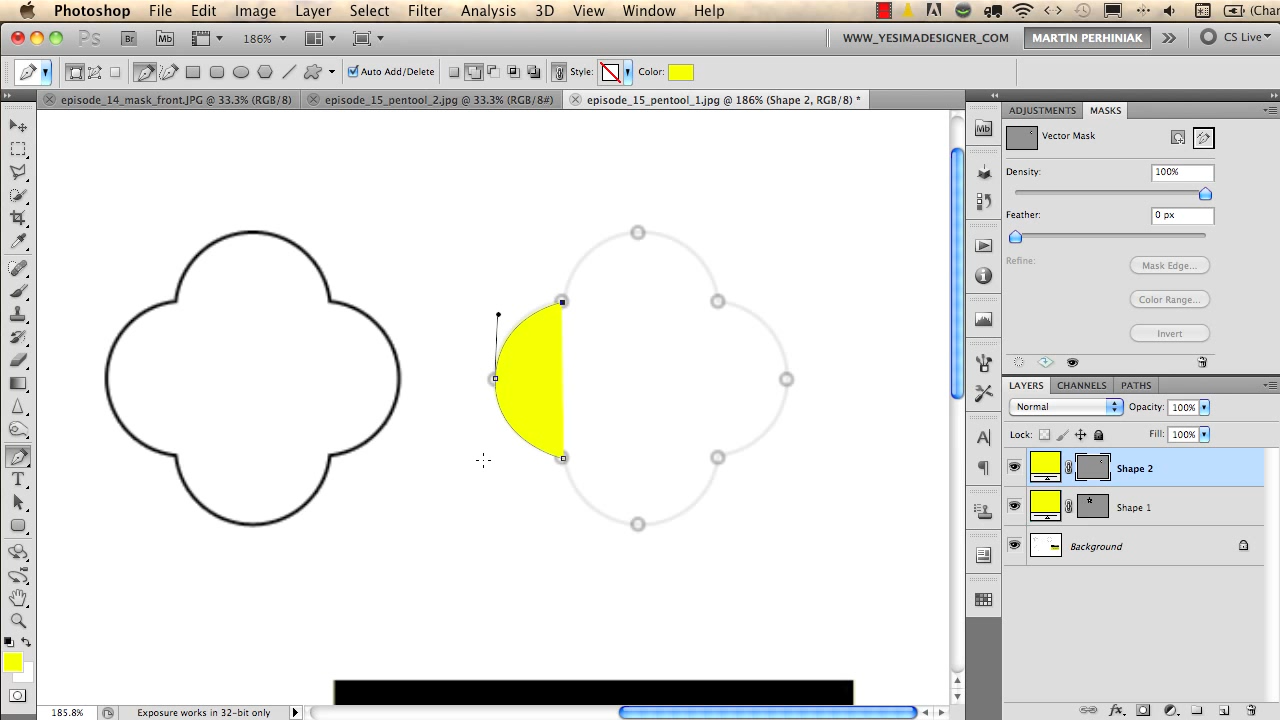 Photoshop File Edit Image Layer Select Filter Analysis 3D View Window Help (Char
Ps Br Mb 186% WWW_YESIMADESIGNER_COM MARTIN PERHINIAK CS Live
Auto Add/Delete Style: Color:
episode_14_mask_front.JPG @ 33.3% (RGB/8) episode_15_pentool_2.jpg @ 33.3% (RGB/8#) episode_15_pentool_1.jpg @ 186% (Shape 2, RGB/8) *
ADJUSTMENTS MASKS
Mb
Vector Mask
Density: 100%
Feather: 0 px
Refine: Mask Edge...
Color Range...
Invert
LAYERS CHANNELS PATHS
Normal Opacity: 100%
Lock: Fill: 100%
Shape 2
Shape 1
Background
T
A
fx
185.8K Exposure works in 32-bit only